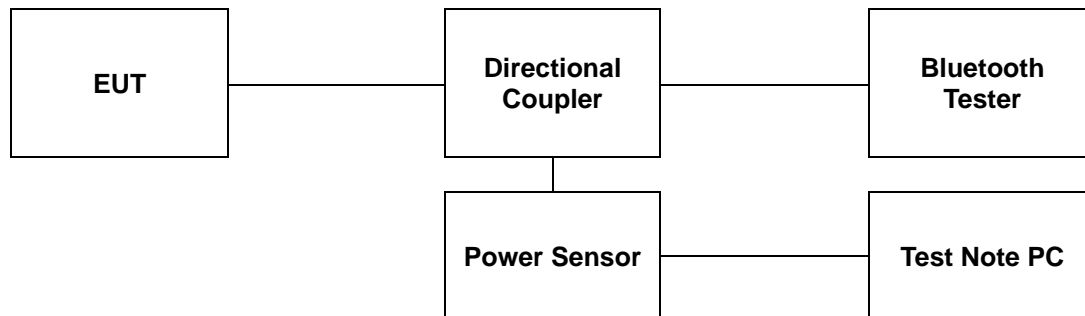 EUT
Directional
Coupler
Bluetooth
Tester
Power Sensor
Test Note PC